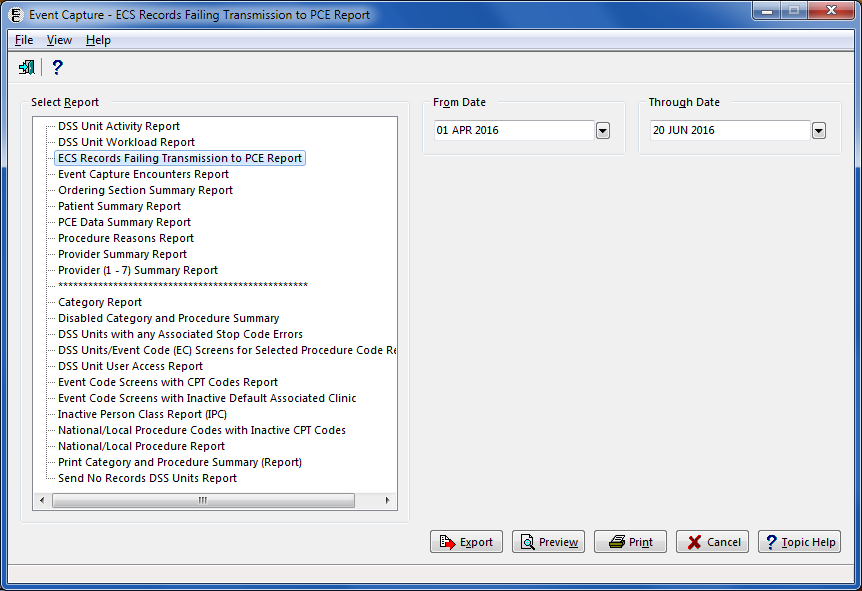 Event Capture - ECS Records Failing Transmission to PCE Report
File View Help
Select Report
DSS Unit Activity Report
DSS Unit Workload Report
ECS Records Failing Transmission to PCE Report
Event Capture Encounters Report
Ordering Section Summary Report
Patient Summary Report
PCE Data Summary Report
Procedure Reasons Report
Provider Summary Report
Provider (1 - 7) Summary Report
**************************************************
Category Report
Disabled Category and Procedure Summary
DSS Units with any Associated Stop Code Errors
DSS Units/Event Code (EC) Screens for Selected Procedure Code Re
DSS Unit User Access Report
Event Code Screens with CPT Codes Report
Event Code Screens with Inactive Default Associated Clinic
Inactive Person Class Report (IPC)
National/Local Procedure Codes with Inactive CPT Codes
National/Local Procedure Report
Print Category and Procedure Summary (Report)
Send No Records DSS Units Report
From Date
01 APR 2016
Through Date
20 JUN 2016
Export Preview Print Cancel Topic Help